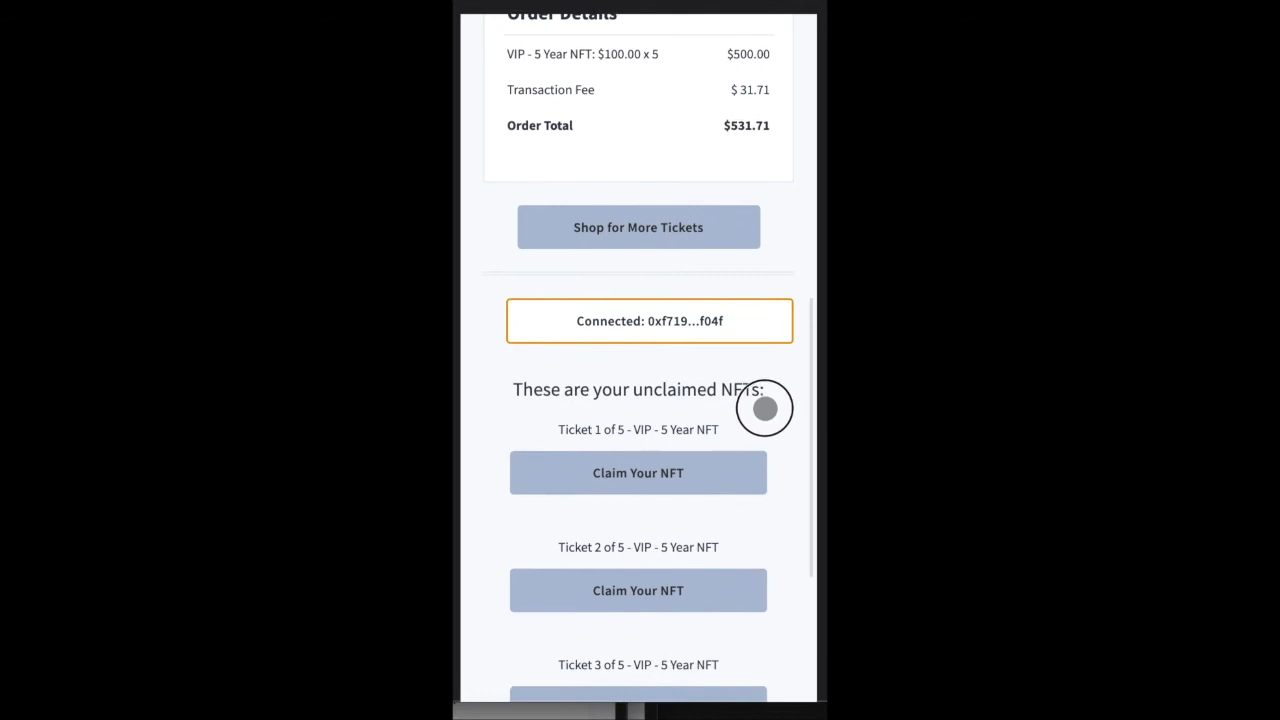 Order Details
VIP - 5 Year NFT: $100.00 x 5 $500.00
Transaction Fee $ 31.71
Order Total $531.71
Shop for More Tickets
Connected: 0xf719...f04f
These are your unclaimed NFTs:
Ticket 1 of 5 - VIP - 5 Year NFT
Claim Your NFT
Ticket 2 of 5 - VIP - 5 Year NFT
Claim Your NFT
Ticket 3 of 5 - VIP - 5 Year NFT